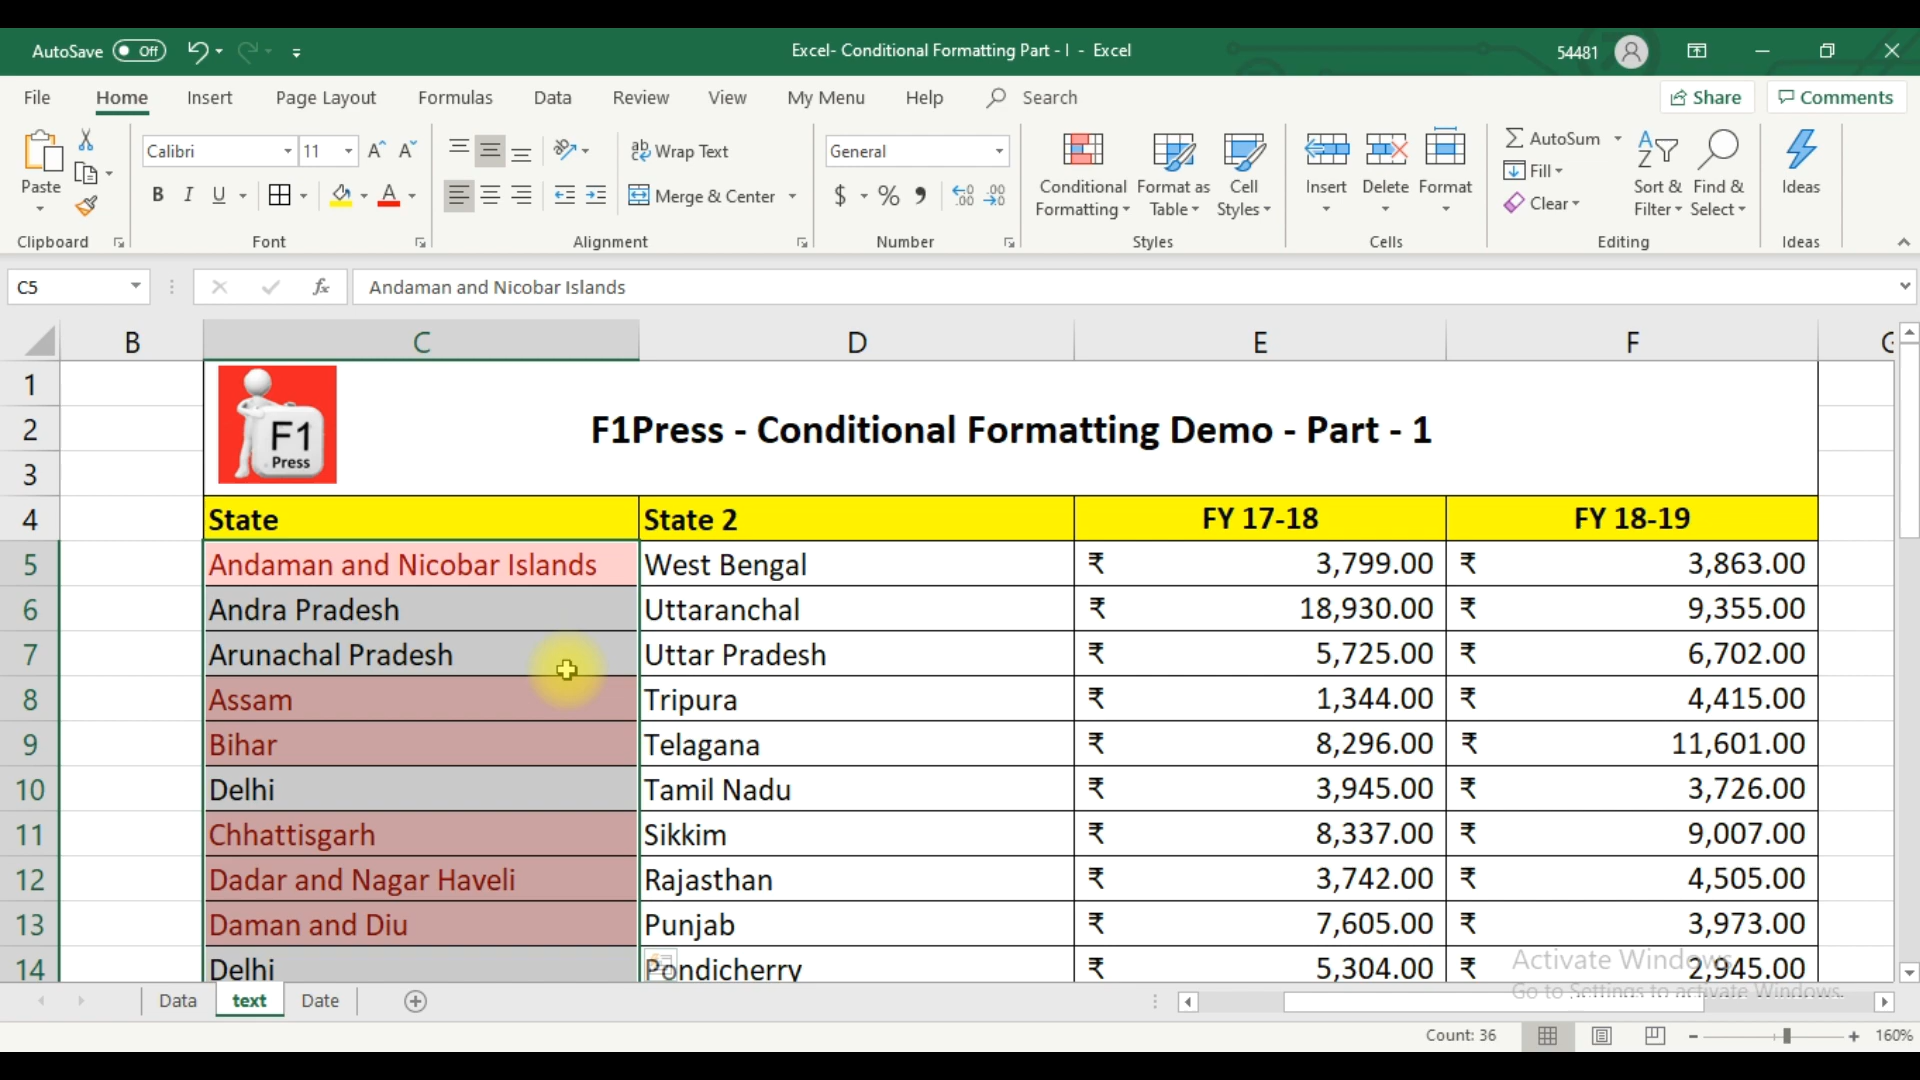 AutoSave Off Excel- Conditional Formatting Part - I - Excel 54481
File Home Insert Page Layout Formulas Data Review View My Menu Help Search Share Comments
Paste Calibri 11 Wrap Text General Conditional Formatting Format as Table Cell Styles Insert Delete Format AutoSum Fill Clear Sort & Filter Find & Select Ideas
B I U Merge & Center $ %
Clipboard Font Alignment Number Styles Cells Editing Ideas
C5 fx Andaman and Nicobar Islands
B C D E F G
1
2 F1Press - Conditional Formatting Demo - Part - 1
F1
Press
3
4 State State 2 FY 17-18 FY 18-19
5 Andaman and Nicobar Islands West Bengal ₹ 3,799.00 ₹ 3,863.00
6 Andra Pradesh Uttaranchal ₹ 18,930.00 ₹ 9,355.00
7 Arunachal Pradesh Uttar Pradesh ₹ 5,725.00 ₹ 6,702.00
8 Assam Tripura ₹ 1,344.00 ₹ 4,415.00
9 Bihar Telagana ₹ 8,296.00 ₹ 11,601.00
10 Delhi Tamil Nadu ₹ 3,945.00 ₹ 3,726.00
11 Chhattisgarh Sikkim ₹ 8,337.00 ₹ 9,007.00
12 Dadar and Nagar Haveli Rajasthan ₹ 3,742.00 ₹ 4,505.00
13 Daman and Diu Punjab ₹ 7,605.00 ₹ 3,973.00
14 Delhi Pondicherry ₹ 5,304.00 ₹ 2,945.00
Activate Windows
Go to Settings to activate Windows.
Data text Date
Count: 36 160%